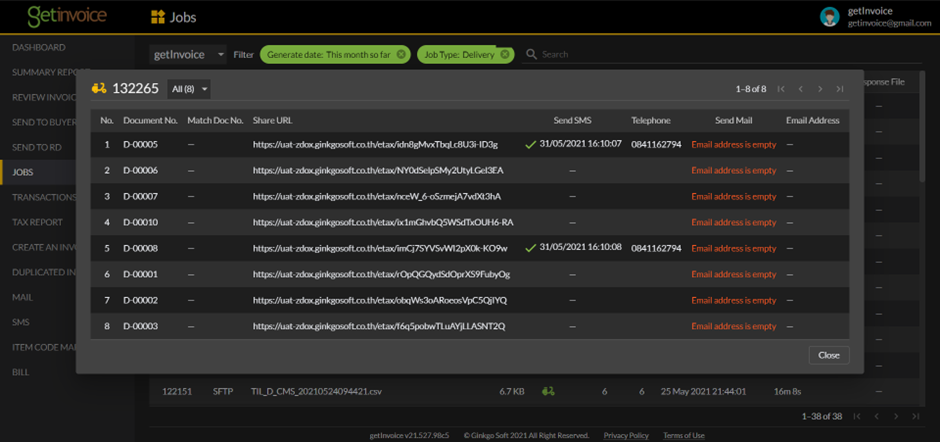 getinvoice
Jobs
getInvoice
getinvoice@gmail.com
DASHBOARD
getInvoice
Filter
Generate date: This month so far
Job Type: Delivery
Search
SUMMARY REPO
REVIEW INVOIC
SEND TO BUYER
SEND TO RD
JOBS
TRANSACTIONS
TAX REPORT
CREATE AN INV
DUPLICATED IN
MAIL
SMS
ITEM CODE MA
BILL
ponse File
132265 All (8) 1–8 of 8
No. Document No. Match Doc No. Share URL Send SMS Telephone Send Mail Email Address
1 D-00005 — https://uat-zdox.ginkgosoft.co.th/etax/idn8gMvxTbqLc8U3i-ID3g 31/05/2021 16:10:07 0841162794 Email address is empty —
2 D-00006 — https://uat-zdox.ginkgosoft.co.th/etax/NY0dSelpSMy2UtyLGeI3EA — Email address is empty —
3 D-00007 — https://uat-zdox.ginkgosoft.co.th/etax/nceW_6-oSzmejA7vdXt3hA — Email address is empty —
4 D-00010 — https://uat-zdox.ginkgosoft.co.th/etax/ix1mGhvbQ5WSdTxOUH6-RA — Email address is empty —
5 D-00008 — https://uat-zdox.ginkgosoft.co.th/etax/imCj7SYVSvWI2pX0k-KO9w 31/05/2021 16:10:08 0841162794 Email address is empty —
6 D-00001 — https://uat-zdox.ginkgosoft.co.th/etax/rOpQGQydSdOprXS9FubyOg — Email address is empty —
7 D-00002 — https://uat-zdox.ginkgosoft.co.th/etax/obqWs3oARoeosVpC5QjIYQ — Email address is empty —
8 D-00003 — https://uat-zdox.ginkgosoft.co.th/etax/f6q5pobwTLuAYjLLASNT2Q — Email address is empty —
Close
122151 SFTP TIL_D_CMS_20210524094421.csv 6.7 KB 6 6 25 May 2021 21:44:01 16m 8s —
1–38 of 38
getInvoice v21.527.98c5 © Ginkgo Soft 2021 All Right Reserved. Privacy Policy Terms of Use